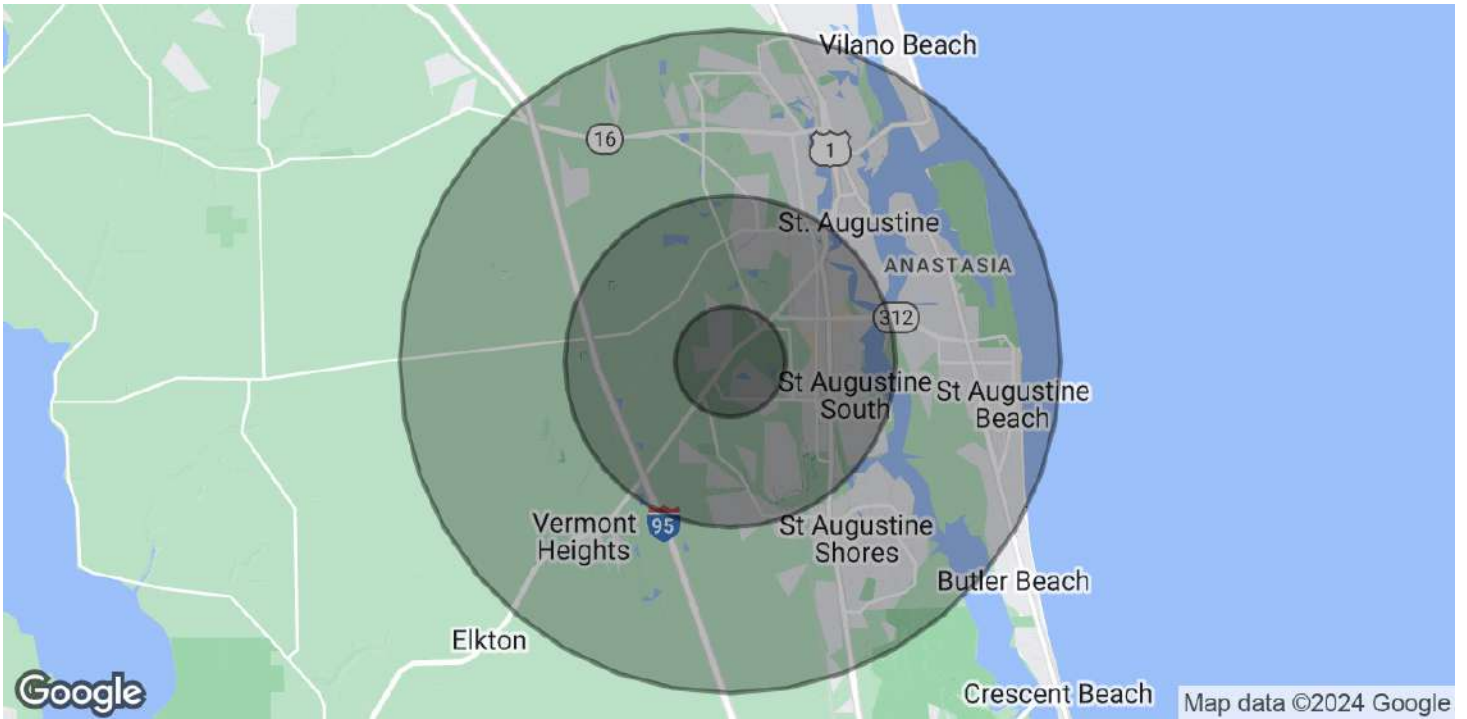 Vilano Beach
16
1
St. Augustine
ANASTASIA
312
St Augustine
South
St Augustine
Beach
Vermont
Heights
95
St Augustine
Shores
Butler Beach
Elkton
Crescent Beach
Google
Map data ©2024 Google